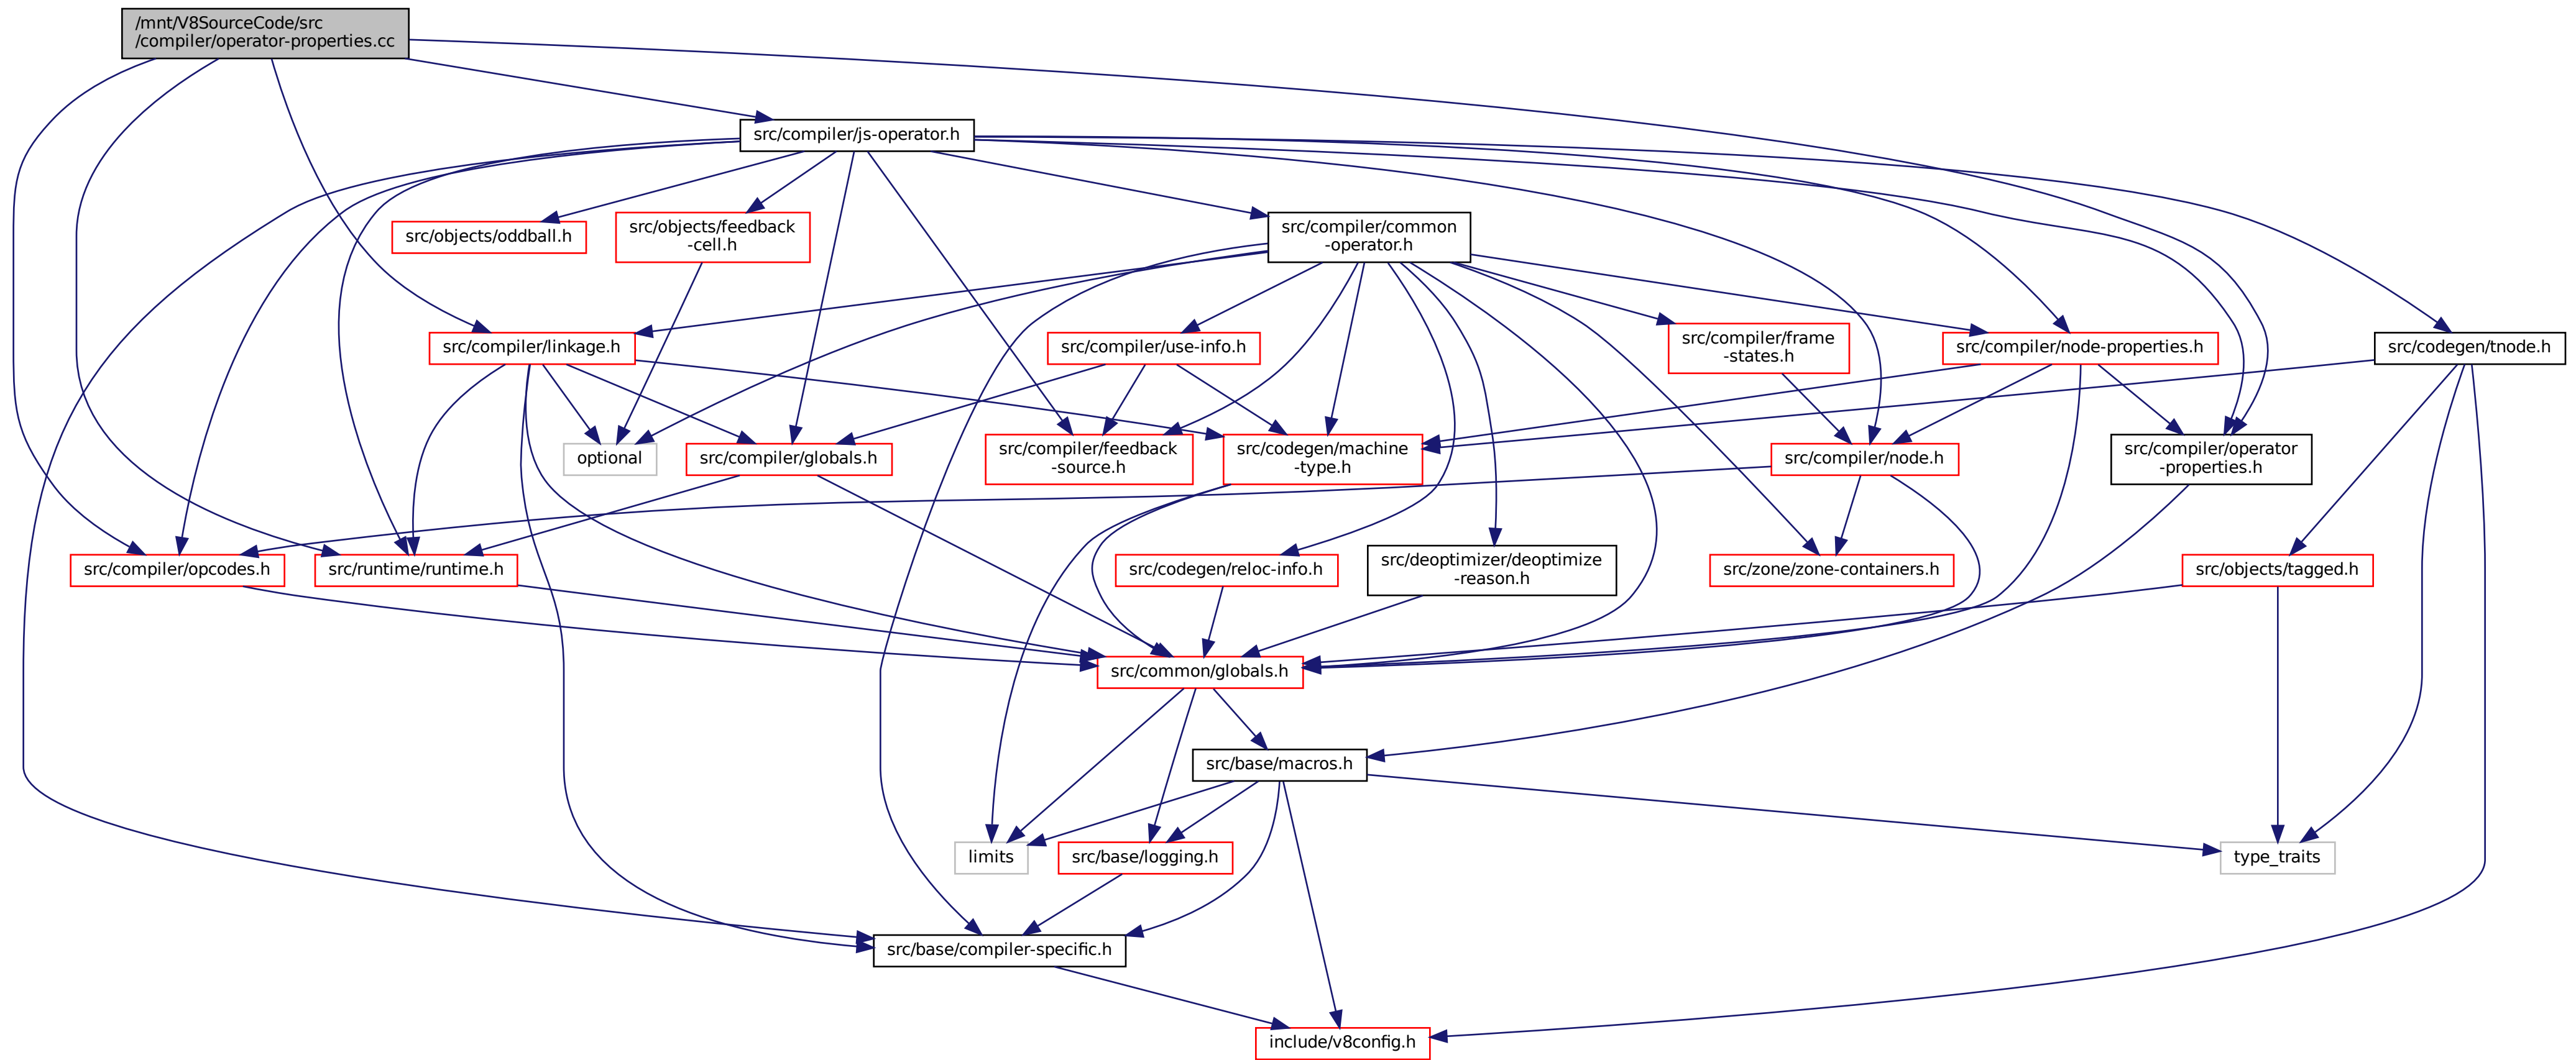 /mnt/V8SourceCode/src
/compiler/operator-properties.cc
src/compiler/js-operator.h
src/objects/oddball.h
src/objects/feedback
-cell.h
src/compiler/common
-operator.h
src/compiler/linkage.h
src/compiler/use-info.h
src/compiler/frame
-states.h
src/compiler/node-properties.h
src/codegen/tnode.h
optional
src/compiler/globals.h
src/compiler/feedback
-source.h
src/codegen/machine
-type.h
src/compiler/node.h
src/compiler/operator
-properties.h
src/compiler/opcodes.h
src/runtime/runtime.h
src/codegen/reloc-info.h
src/deoptimizer/deoptimize
-reason.h
src/zone/zone-containers.h
src/objects/tagged.h
src/common/globals.h
src/base/macros.h
limits
src/base/logging.h
type_traits
src/base/compiler-specific.h
include/v8config.h